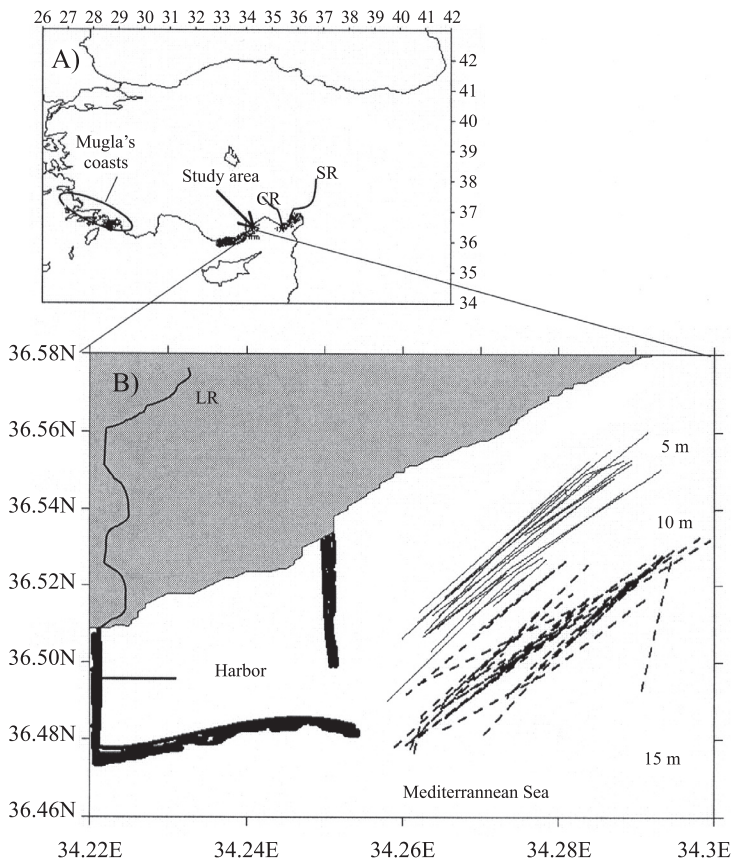 26 27 28 29 30 31 32 33 34 35 36 37 38 39 40 41 42
A)
42
41
40
39
38
37
36
35
34
Mugla's
coasts
Study area
CR
SR
36.58N
36.56N
36.54N
36.52N
36.50N
36.48N
36.46N
B)
LR
5 m
10 m
15 m
Harbor
Mediterrannean Sea
34.22E 34.24E 34.26E 34.28E 34.3E